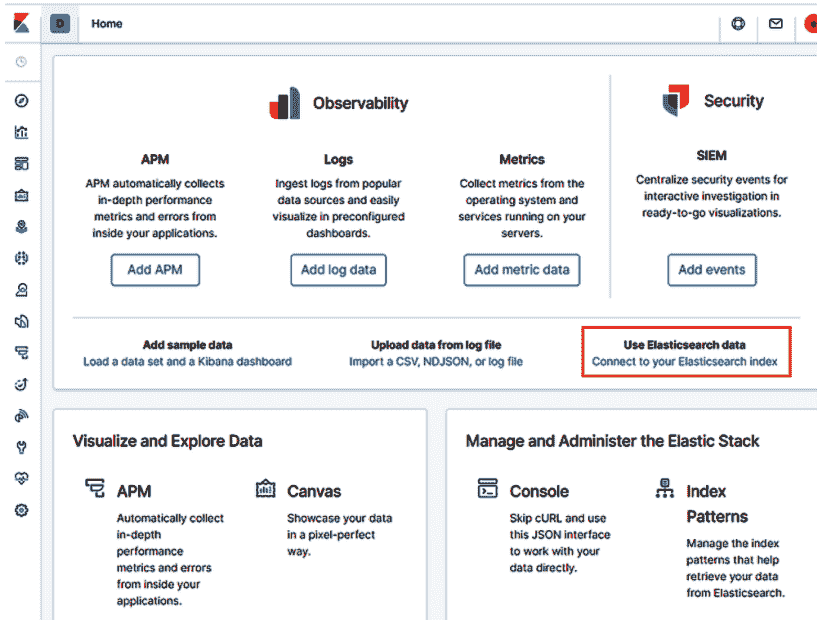 D Home
Observability
Security
APM
APM automatically collects
in-depth performance
metrics and errors from
inside your applications.
Add APM
Logs
Ingest logs from popular
data sources and easily
visualize in preconfigured
dashboards.
Add log data
Metrics
Collect metrics from the
operating system and
services running on your
servers.
Add metric data
SIEM
Centralize security events for
interactive investigation in
ready-to-go visualizations.
Add events
Add sample data
Load a data set and a Kibana dashboard
Upload data from log file
Import a CSV, NDJSON, or log file
Use Elasticsearch data
Connect to your Elasticsearch index
Visualize and Explore Data
APM
Automatically collect
in-depth
performance
metrics and errors
from inside your
applications.
Canvas
Showcase your data
in a pixel-perfect
way.
Manage and Administer the Elastic Stack
Console
Skip cURL and use
this JSON interface
to work with your
data directly.
Index
Patterns
Manage the index
patterns that help
retrieve your data
from Elasticsearch.